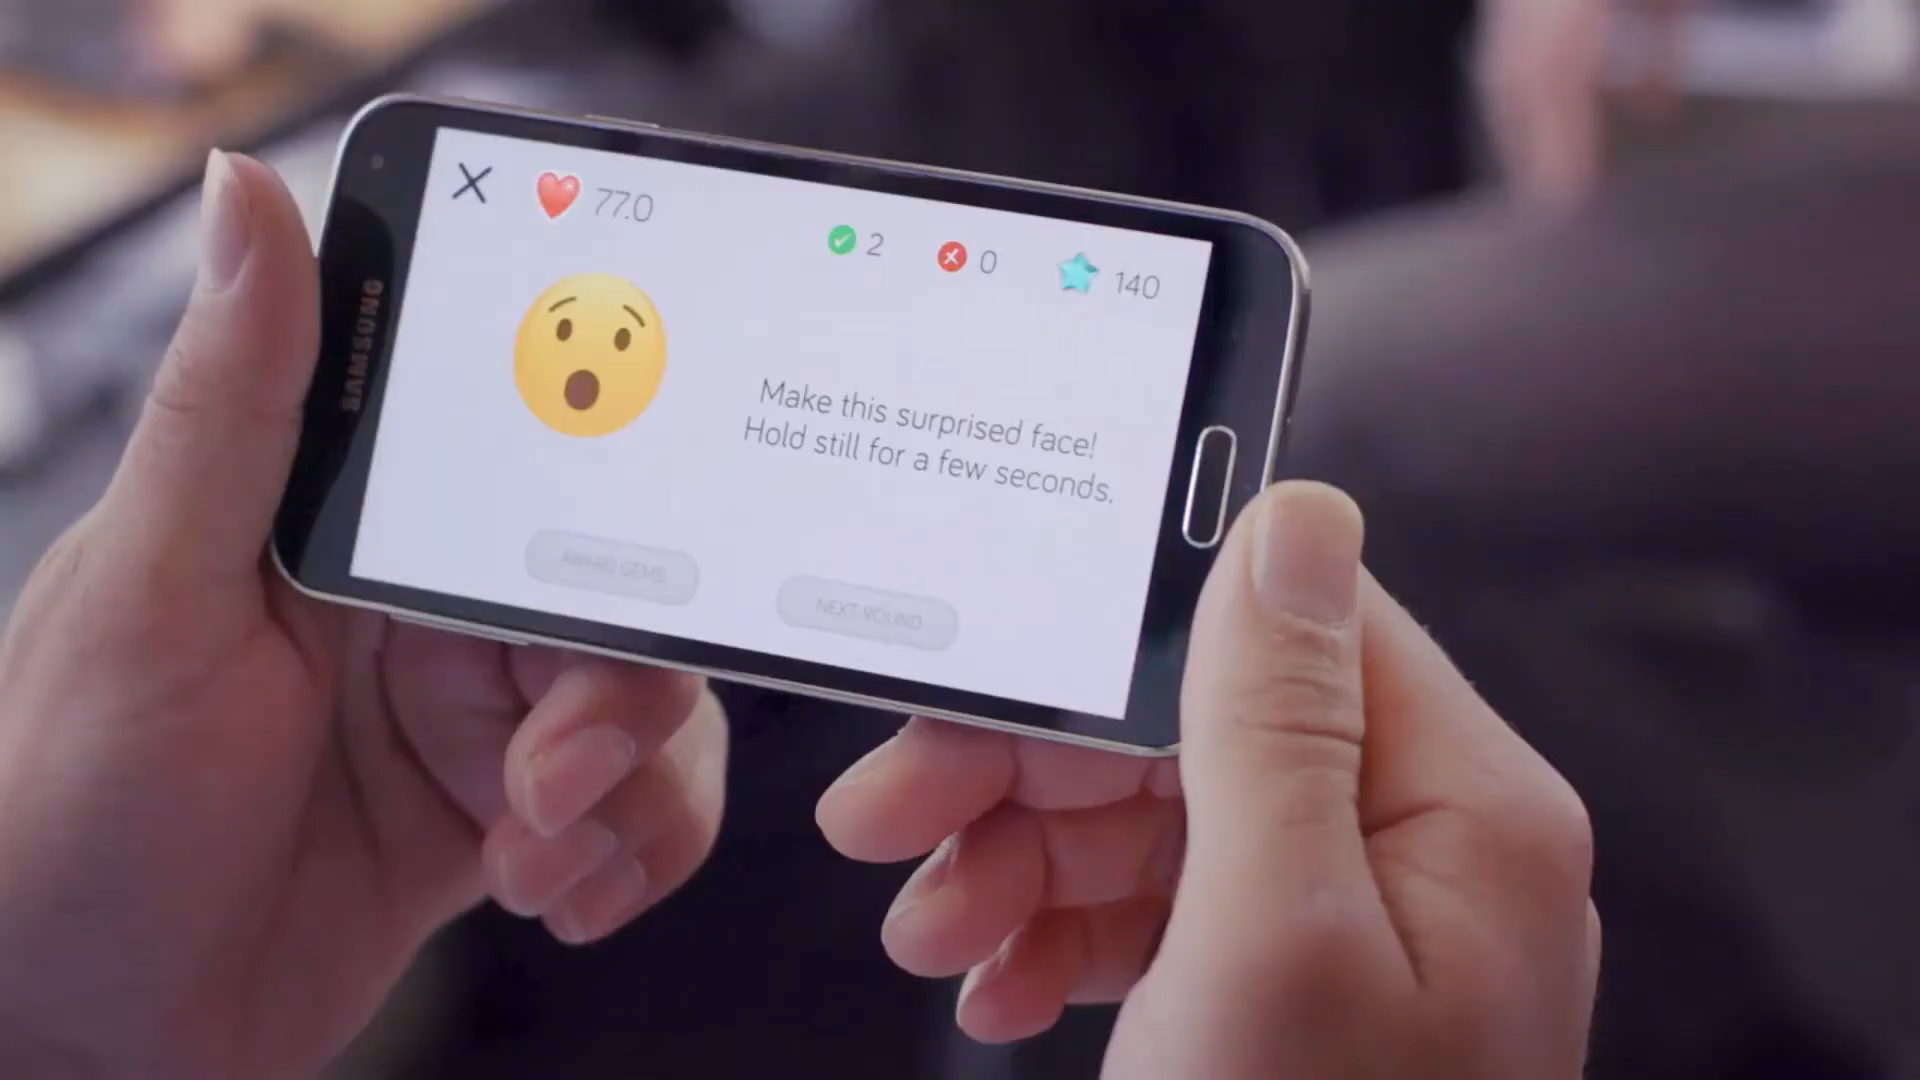 SAMSUNG
77.0
2
0
140
Make this surprised face!
Hold still for a few seconds.
AWARD GEMS
NEXT ROUND